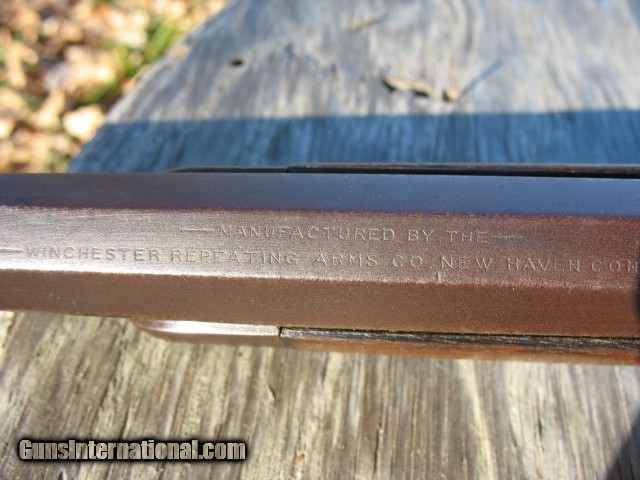 —MANUFACTURED BY THE—
—WINCHESTER REPEATING ARMS CO. NEW HAVEN CON
GunsInternational.com